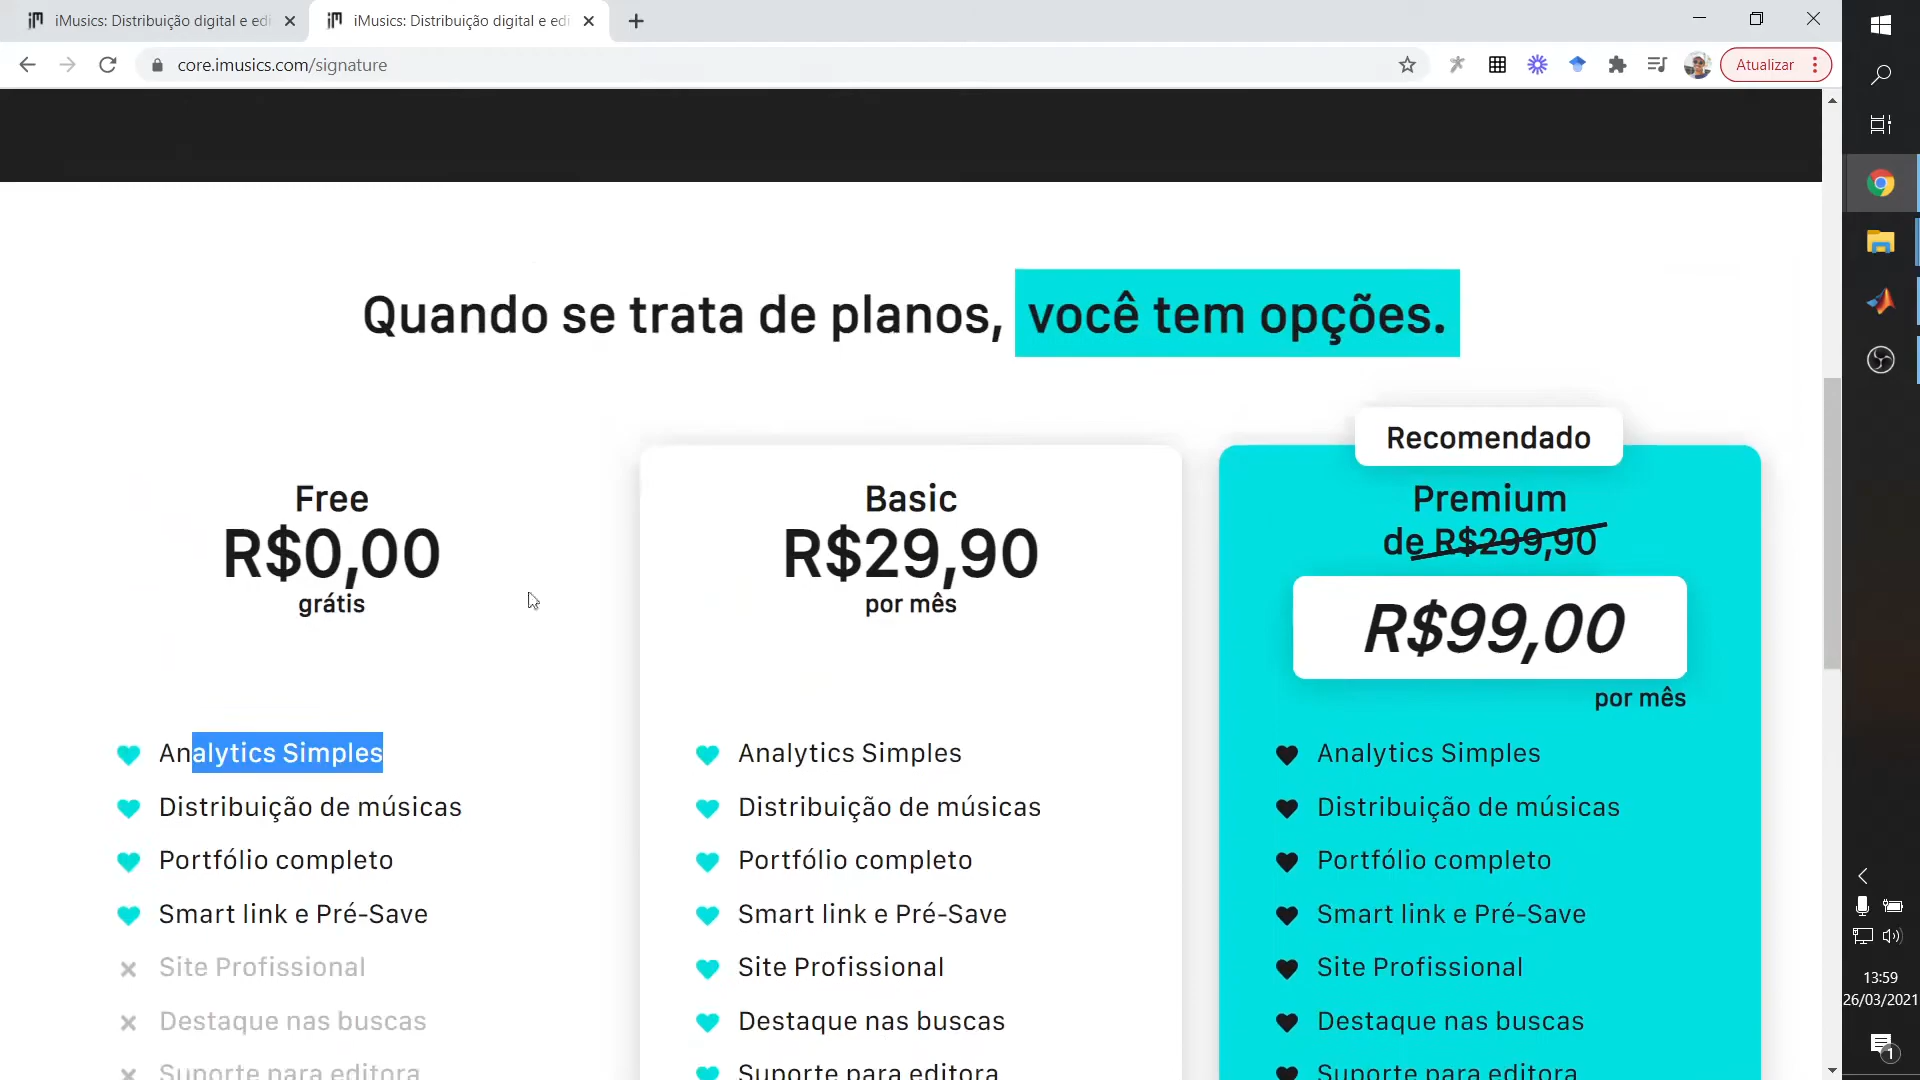 iMusics: Distribuição digital e edi
iMusics: Distribuição digital e edi
core.imusics.com/signature
Atualizar
Quando se trata de planos, você tem opções.
Recomendado
Free
R$0,00
grátis
Analytics Simples
Distribuição de músicas
Portfólio completo
Smart link e Pré-Save
Site Profissional
Destaque nas buscas
Suporte para editora
Basic
R$29,90
por mês
Analytics Simples
Distribuição de músicas
Portfólio completo
Smart link e Pré-Save
Site Profissional
Destaque nas buscas
Suporte para editora
Premium
de R$299,90
R$99,00
por mês
Analytics Simples
Distribuição de músicas
Portfólio completo
Smart link e Pré-Save
Site Profissional
Destaque nas buscas
Suporte para editora
13:59
26/03/2021
1